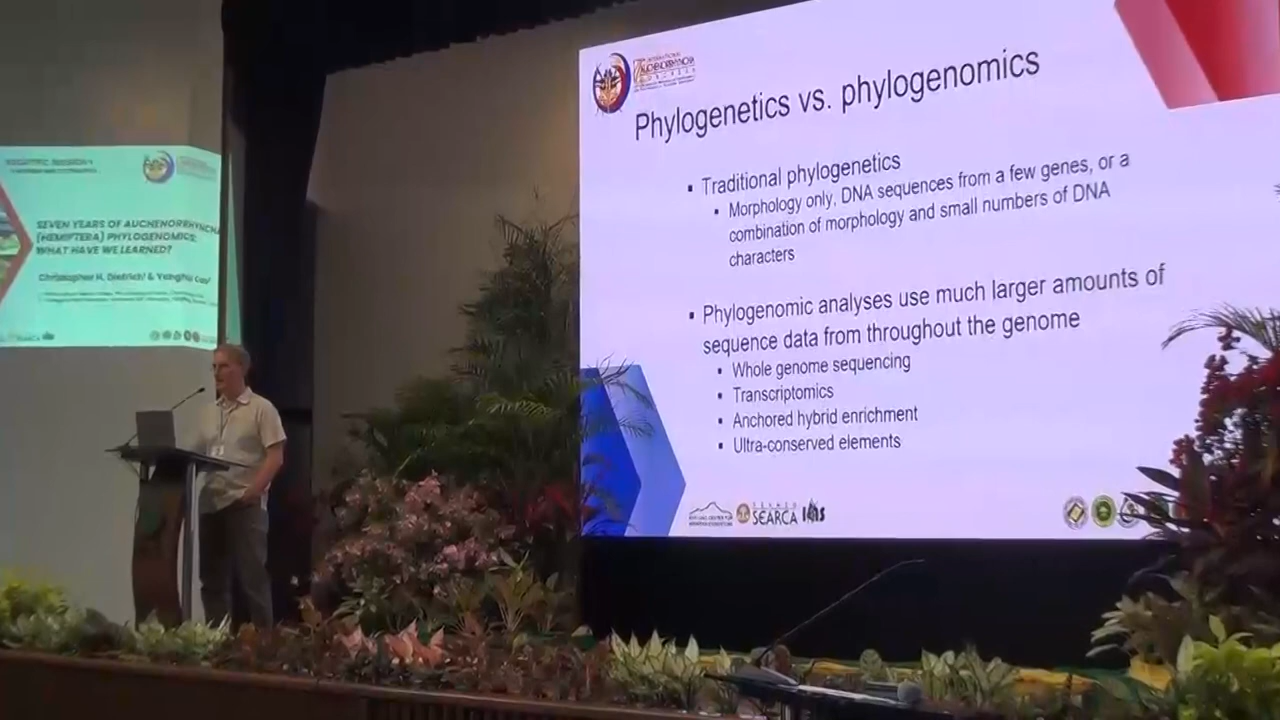 SEVEN YEARS OF AUCHENORRHYNCHA
(HEMIPTERA) PHYLOGENOMICS:
WHAT HAVE WE LEARNED?
Christopher H. Dietrich & Yanghui Cao
INTERNATIONAL
AUCHENORRHYNCHA
CONGRESS
Phylogenetics vs. phylogenomics
▪ Traditional phylogenetics
▪ Morphology only, DNA sequences from a few genes, or a
combination of morphology and small numbers of DNA
characters
▪ Phylogenomic analyses use much larger amounts of
sequence data from throughout the genome
▪ Whole genome sequencing
▪ Transcriptomics
▪ Anchored hybrid enrichment
▪ Ultra-conserved elements
SEARCA